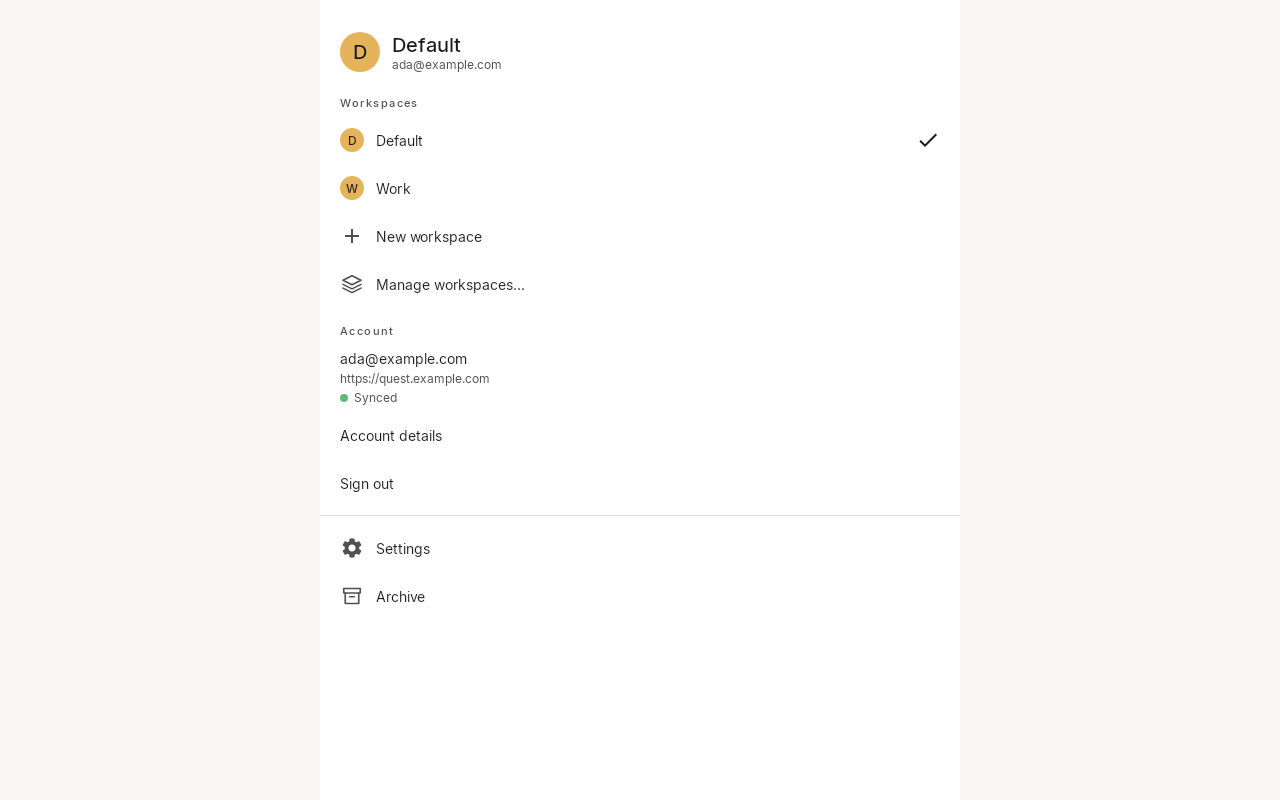 D
Default
ada@example.com
Workspaces
D Default
W Work
New workspace
Manage workspaces...
Account
ada@example.com
https://quest.example.com
Synced
Account details
Sign out
Settings
Archive